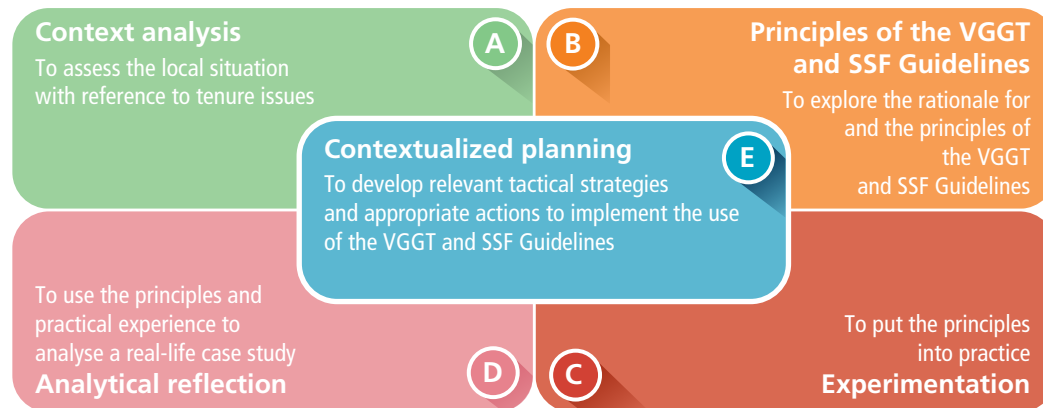 Context analysis
To assess the local situation
with reference to tenure issues
A
B
Principles of the VGGT
and SSF Guidelines
To explore the rationale for
and the principles of
the VGGT
and SSF Guidelines
Contextualized planning
To develop relevant tactical strategies
and appropriate actions to implement the use
of the VGGT and SSF Guidelines
E
To use the principles and
practical experience to
analyse a real-life case study
Analytical reflection
D
C
To put the principles
into practice
Experimentation